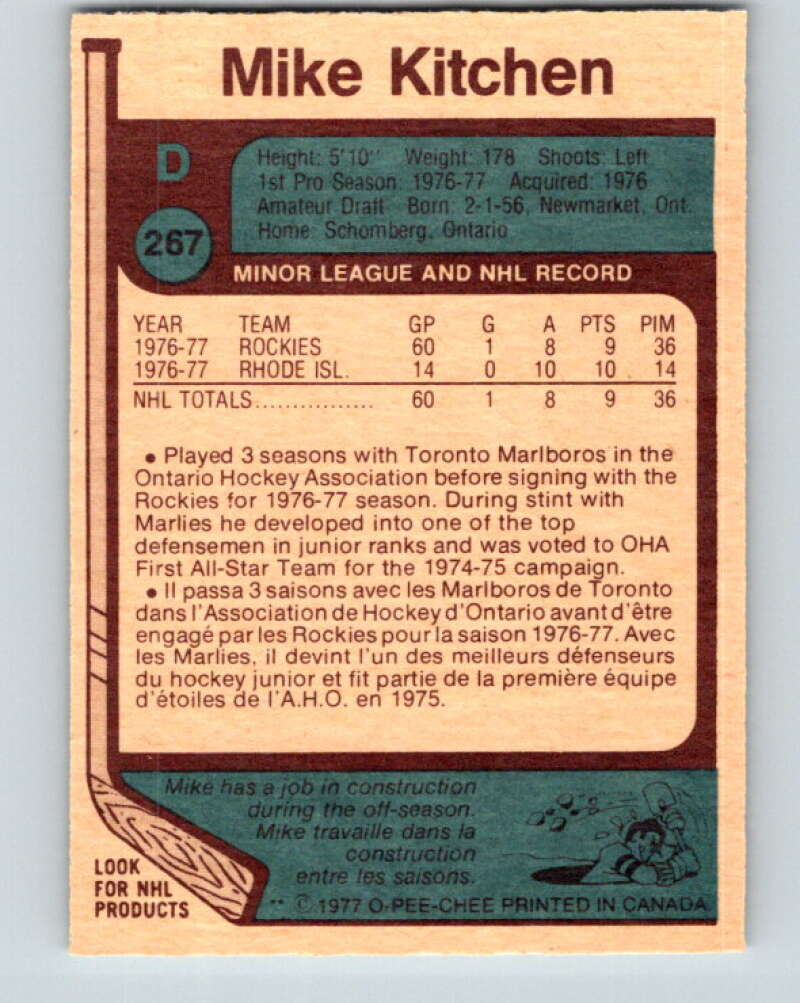 Mike Kitchen
D
Height: 5'10" Weight: 178 Shoots: Left
1st Pro Season: 1976-77 Acquired: 1976
Amateur Draft Born: 2-1-56, Newmarket, Ont.
Home: Schomberg, Ontario
267
MINOR LEAGUE AND NHL RECORD
YEAR TEAM GP G A PTS PIM
1976-77 ROCKIES 60 1 8 9 36
1976-77 RHODE ISL. 14 0 10 10 14
NHL TOTALS................ 60 1 8 9 36
• Played 3 seasons with Toronto Marlboros in the
Ontario Hockey Association before signing with the
Rockies for 1976-77 season. During stint with
Marlies he developed into one of the top
defensemen in junior ranks and was voted to OHA
First All-Star Team for the 1974-75 campaign.
• Il passa 3 saisons avec les Marlboros de Toronto
dans l'Association de Hockey d'Ontario avant d'être
engagé par les Rockies pour la saison 1976-77. Avec
les Marlies, il devint l'un des meilleurs défenseurs
du hockey junior et fit partie de la première équipe
d'étoiles de l'A.H.O. en 1975.
Mike has a job in construction
during the off-season.
Mike travaille dans la
construction
entre les saisons.
LOOK
FOR NHL
PRODUCTS
** © 1977 O-PEE-CHEE PRINTED IN CANADA